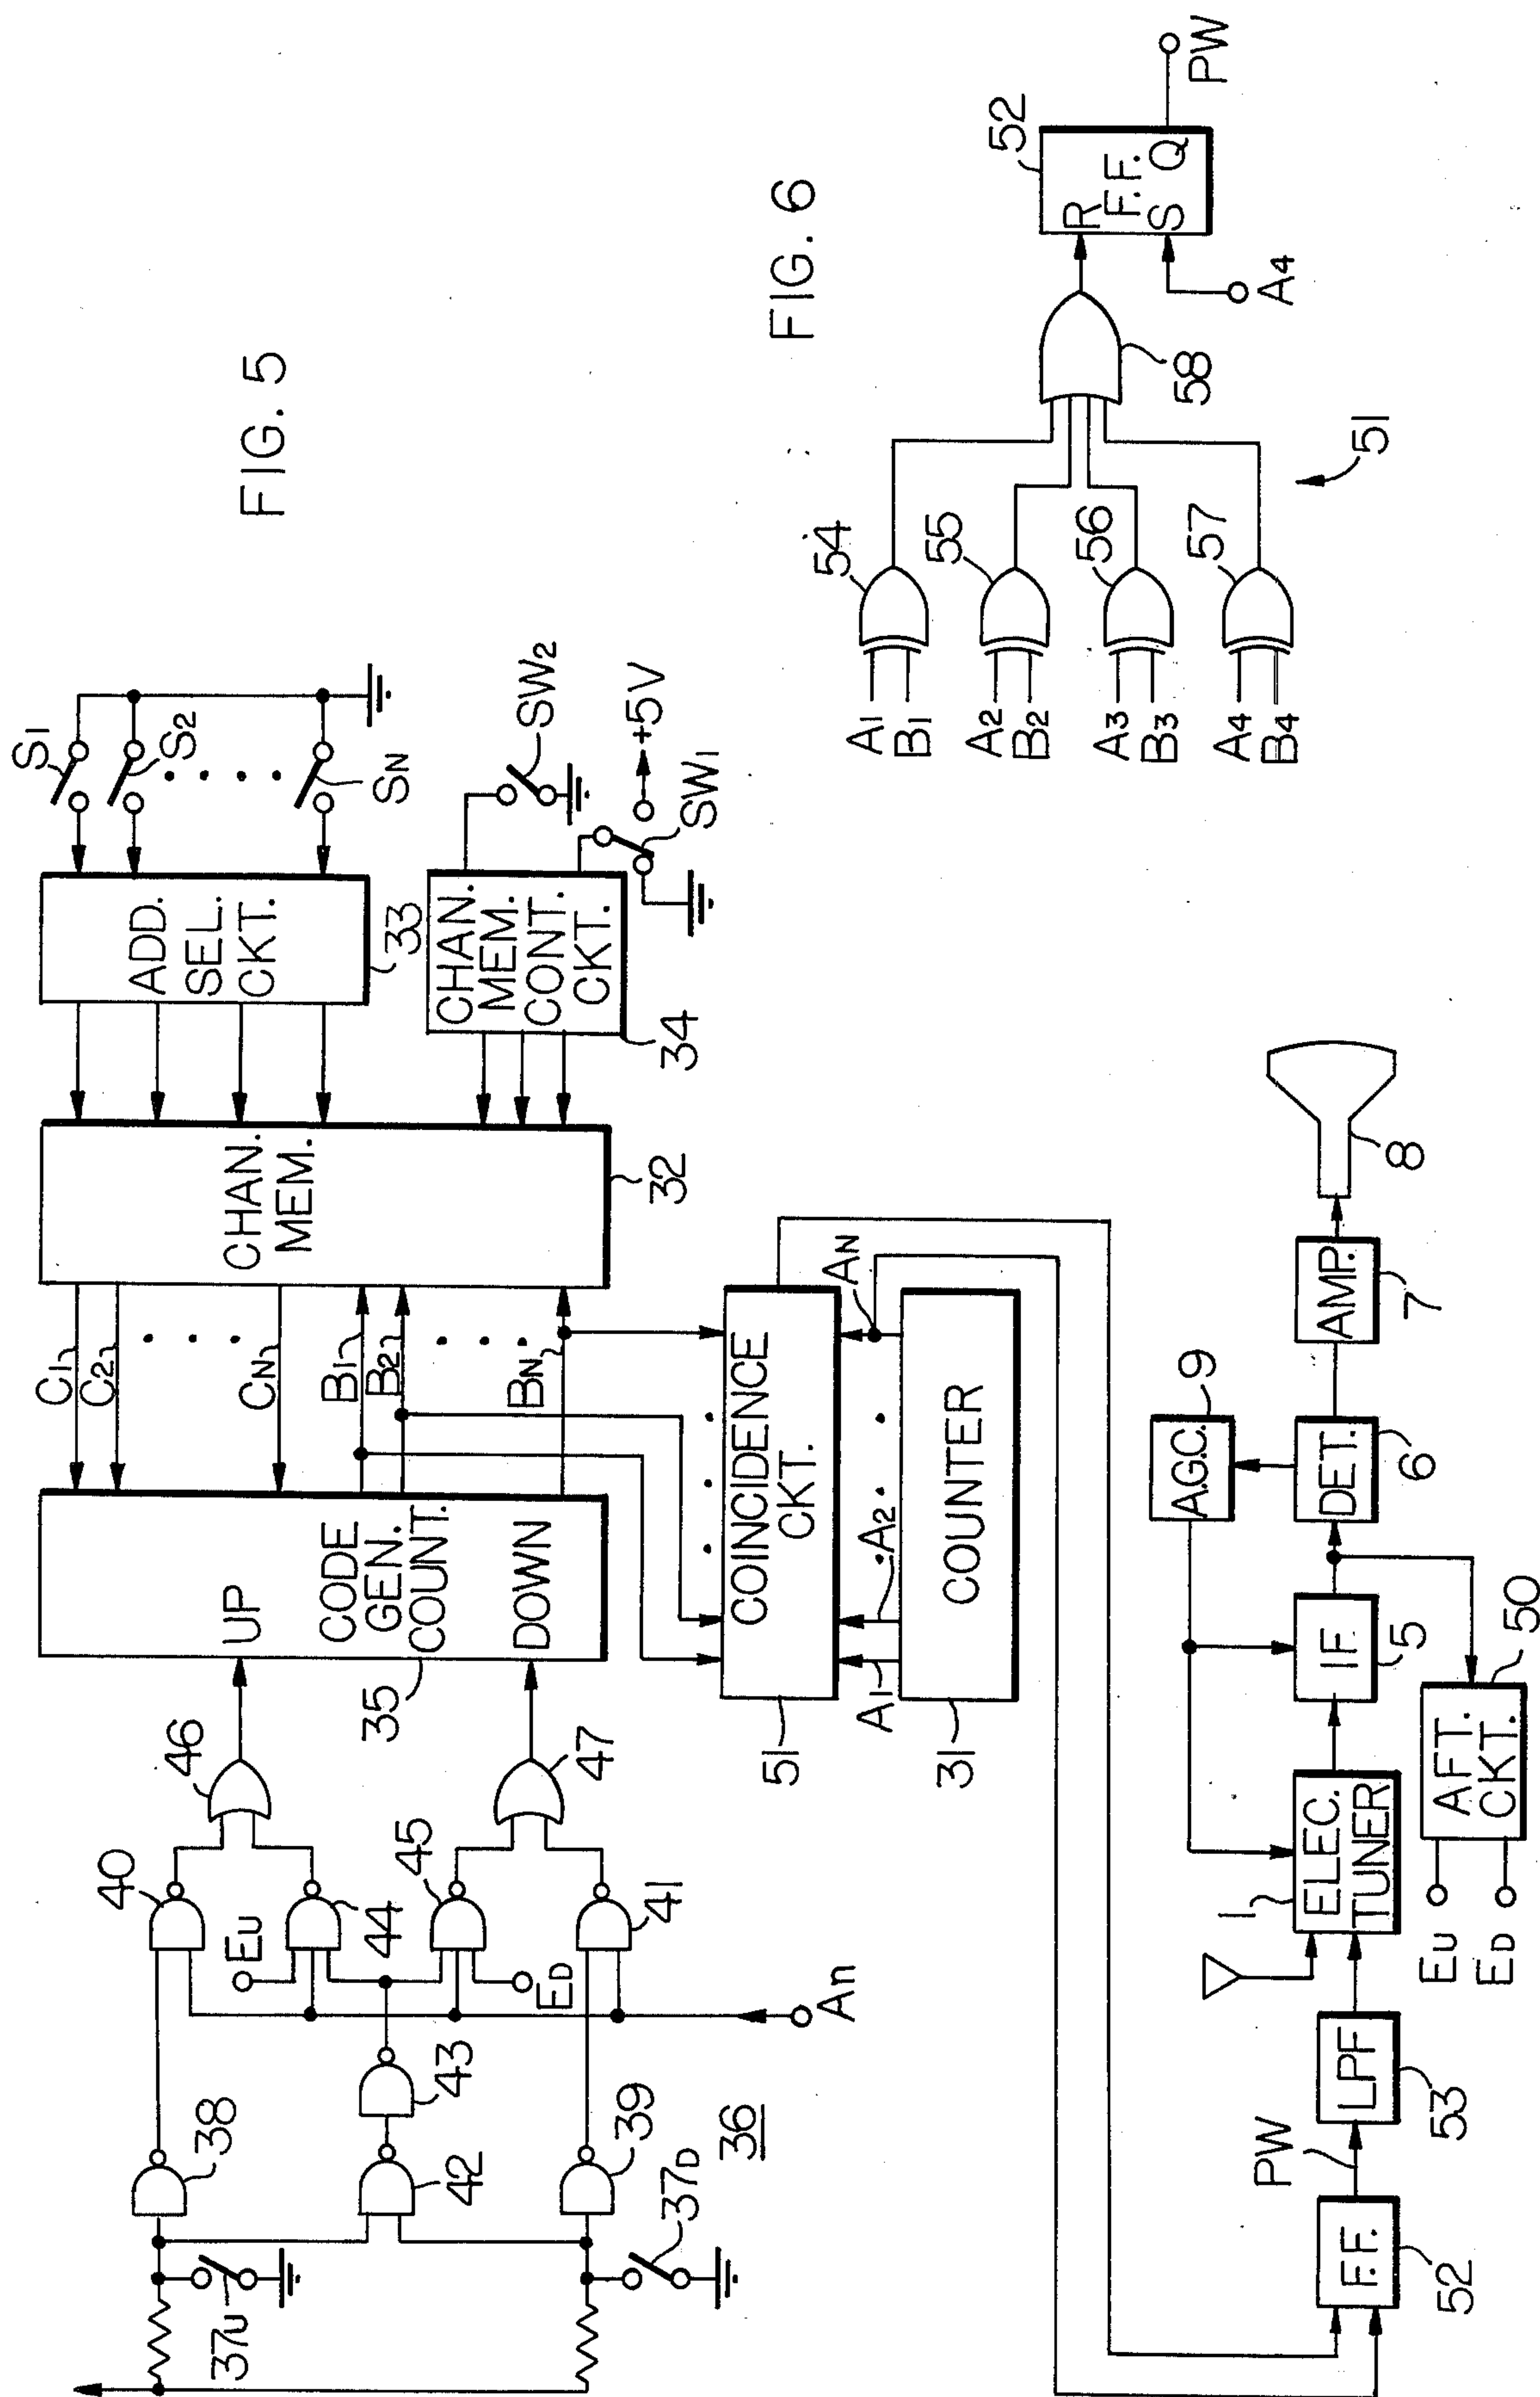 FIG. 5
S1
S2
SN
ADD.
SEL.
CKT.
33
CHAN.
MEM.
CONT.
CKT.
34
SW2
+5V
SW1
CHAN.
MEM.
32
C1
C2
CN
B1
B2
BN
UP
CODE
GEN.
COUNT.
DOWN
35
46
47
40
44
45
41
EU
ED
An
43
38
42
39
36
37U
37D
COINCIDENCE
CKT.
51
A1
A2
AN
COUNTER
31
F.F.
52
PW
LPF
53
1
ELEC.
TUNER
IF.
5
DET.
6
A.G.C.
9
AMP.
7
8
AFT.
CKT.
50
EU
ED
FIG. 6
A1
B1
A2
B2
A3
B3
A4
B4
54
55
56
57
58
51
A4
R
F.F.
S
Q
52
PW